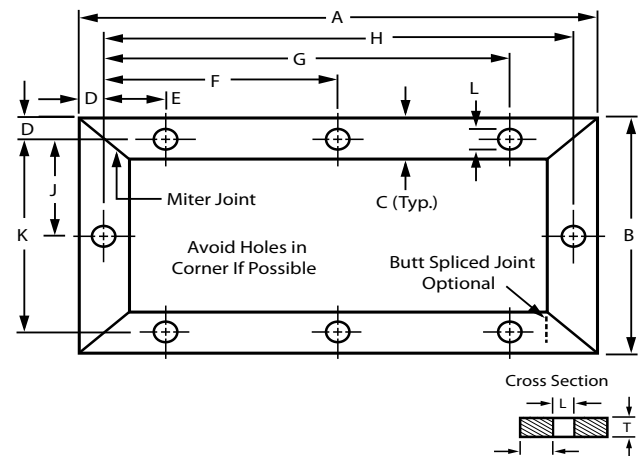 A
H
G
F
L
D
E
D
J
Miter Joint
C (Typ.)
K
B
Avoid Holes in
Corner If Possible
Butt Spliced Joint
Optional
Cross Section
L
T